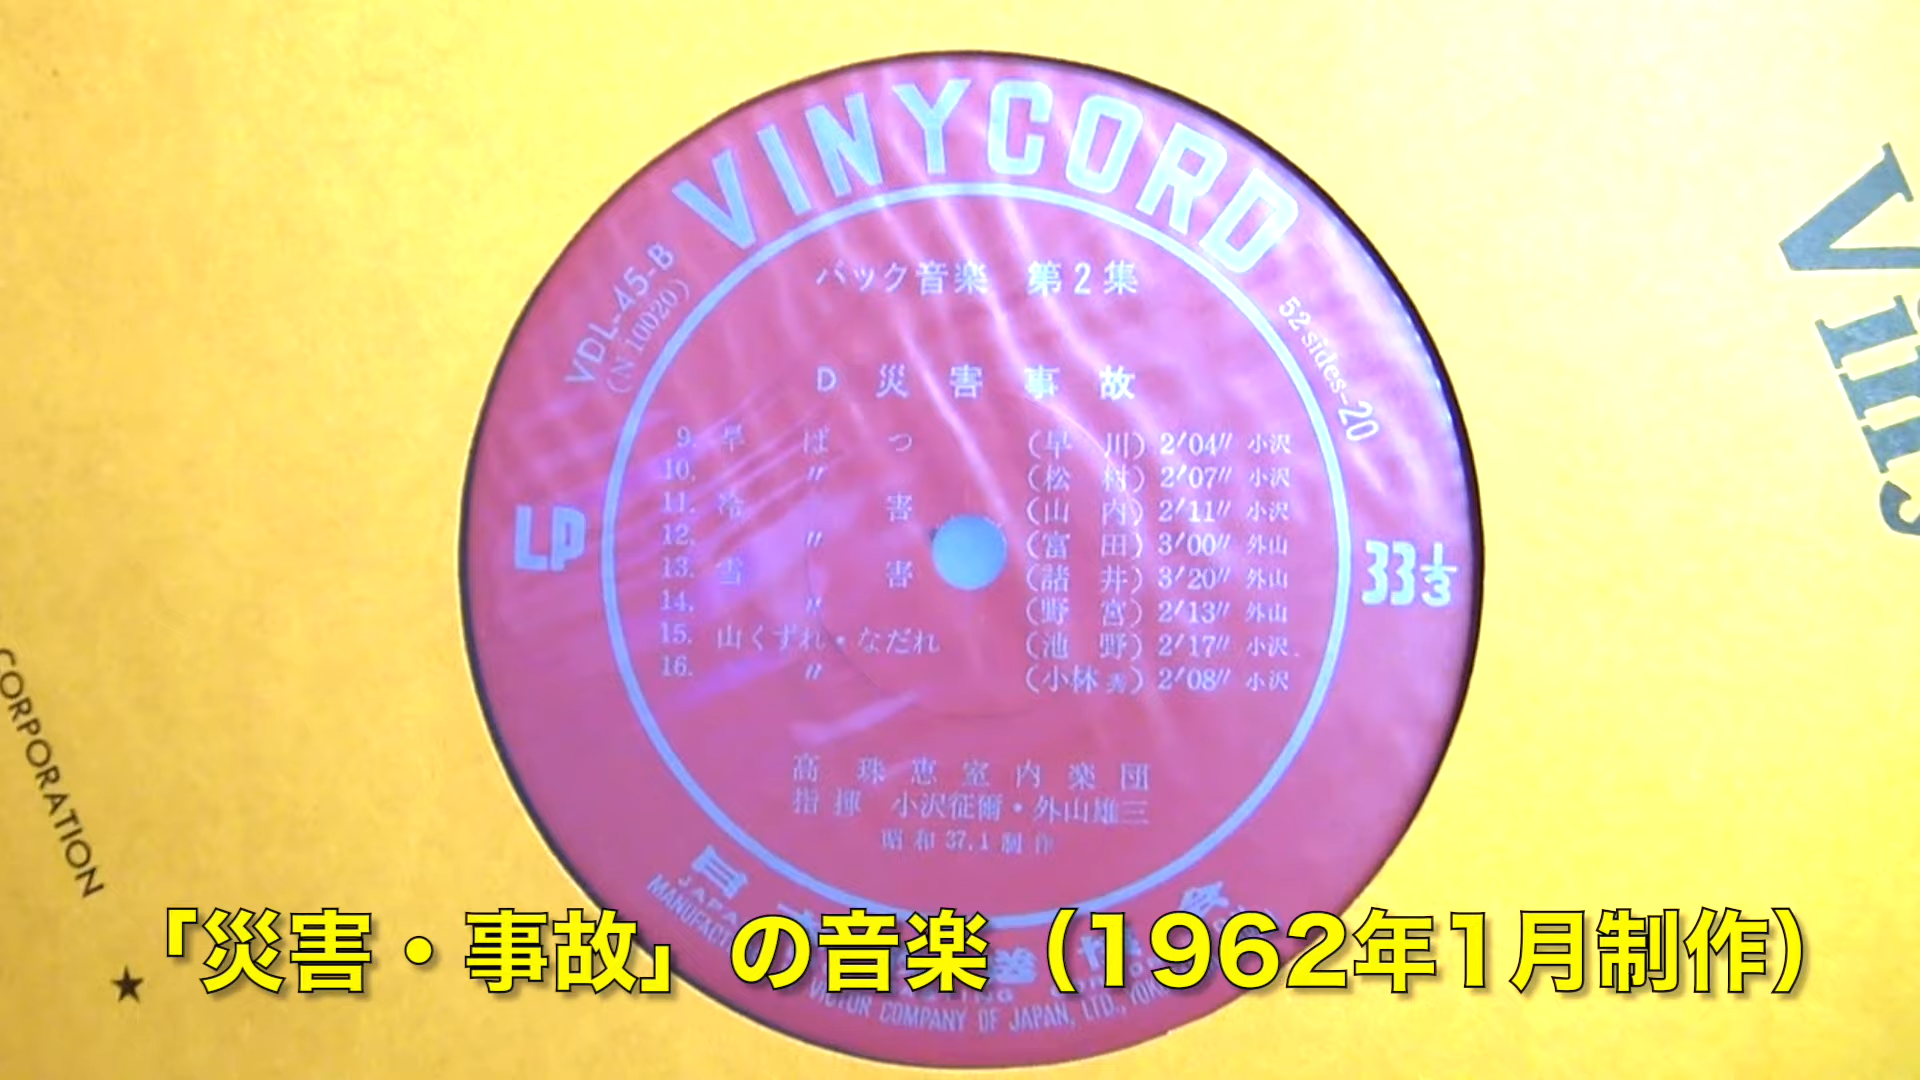 VINYCORD
VDL-45-B
(N 10020)
52 sides-20
バック音楽 第2集
D 災害事故
9. 旱ばつ (早川) 2′04″ 小沢
10. 〃 (松村) 2′07″ 小沢
11. 冷害 (山内) 2′11″ 小沢
12. 〃 (富田) 3′00″ 外山
13. 雪害 (諸井) 3′20″ 外山
14. 〃 (野宮) 2′13″ 外山
15. 山くずれ・なだれ (池野) 2′17″ 小沢
16. 〃 (小林秀) 2′08″ 小沢
LP
33⅓
高珠恵室内楽団
指揮 小沢征爾・外山雄三
昭和37.1制作
VICTOR COMPANY OF JAPAN, LTD.
CORPORATION
★
Viny
「災害・事故」の音楽（1962年1月制作）